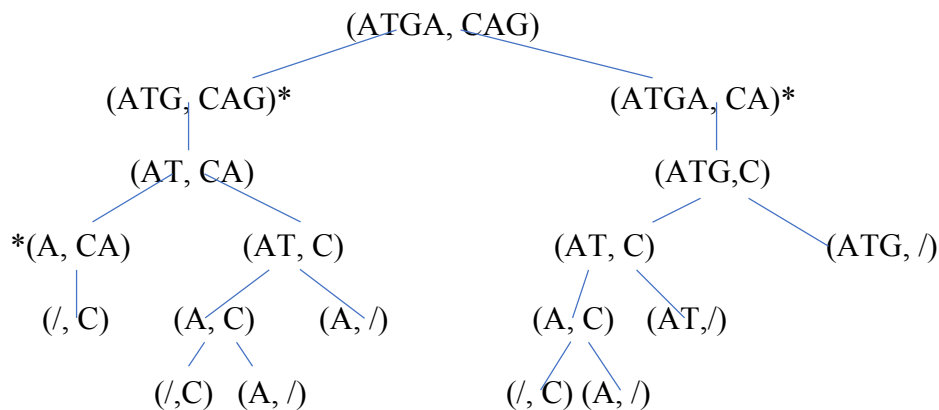 (ATGA, CAG)
(ATG, CAG)* (ATGA, CA)*
(AT, CA) (ATG,C)
*(A, CA) (AT, C) (AT, C) (ATG, /)
(/, C) (A, C) (A, /) (A, C) (AT,/)
(/,C) (A, /) (/, C) (A, /)